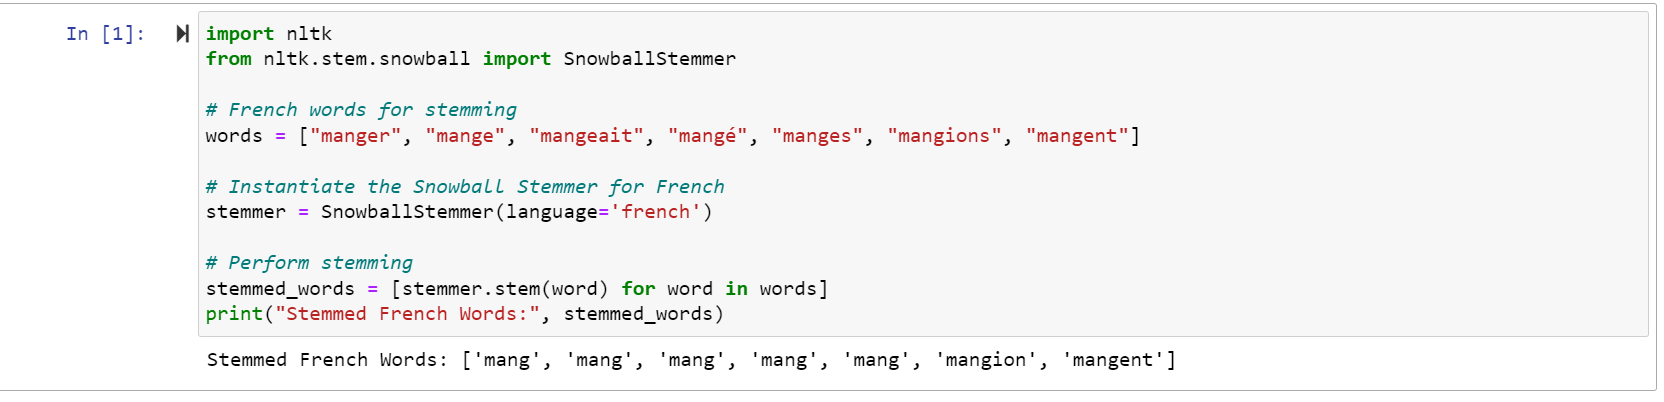 In [1]:
import nltk
from nltk.stem.snowball import SnowballStemmer
# French words for stemming
words = ["manger", "mange", "mangeait", "mangé", "manges", "mangions", "mangent"]
# Instantiate the Snowball Stemmer for French
stemmer = SnowballStemmer(language='french')
# Perform stemming
stemmed_words = [stemmer.stem(word) for word in words]
print("Stemmed French Words:", stemmed_words)
Stemmed French Words: ['mang', 'mang', 'mang', 'mang', 'mang', 'mangion', 'mangent']